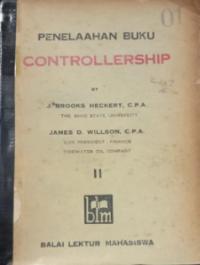 01
PENELAAHAN BUKU
CONTROLLERSHIP
BY
J. BROOKS HECKERT, C.P.A.
THE OHIO STATE UNIVERSITY
JAMES D. WILLSON, C.P.A.
VICE PRESIDENT - FINANCE
TIDEWATER OIL COMPANY
II
blm
BALAI LEKTUR MAHASISWA